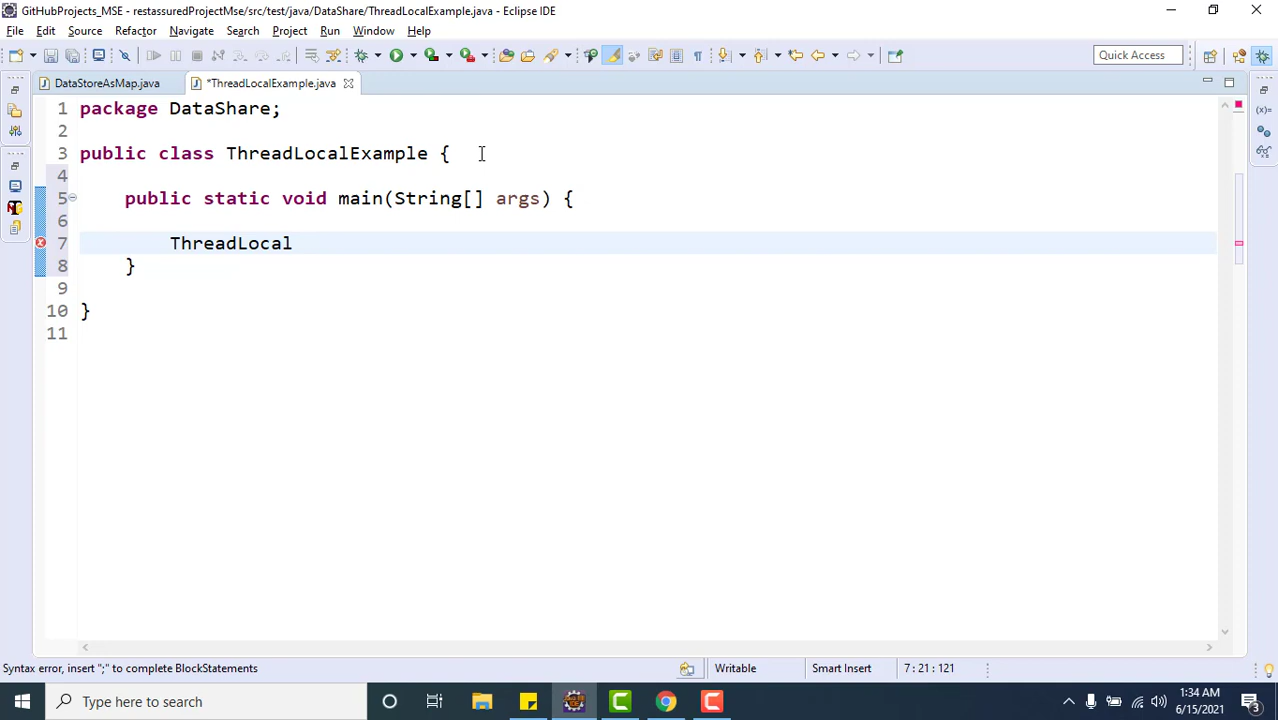 GitHubProjects_MSE - restassuredProjectMse/src/test/java/DataShare/ThreadLocalExample.java - Eclipse IDE
File Edit Source Refactor Navigate Search Project Run Window Help
Quick Access
DataStoreAsMap.java *ThreadLocalExample.java
1 package DataShare;
2
3 public class ThreadLocalExample {
4
5 public static void main(String[] args) {
6
7 ThreadLocal
8 }
9
10 }
11
Syntax error, insert ";" to complete BlockStatements Writable Smart Insert 7 : 21 : 121
Type here to search 1:34 AM
6/15/2021 3